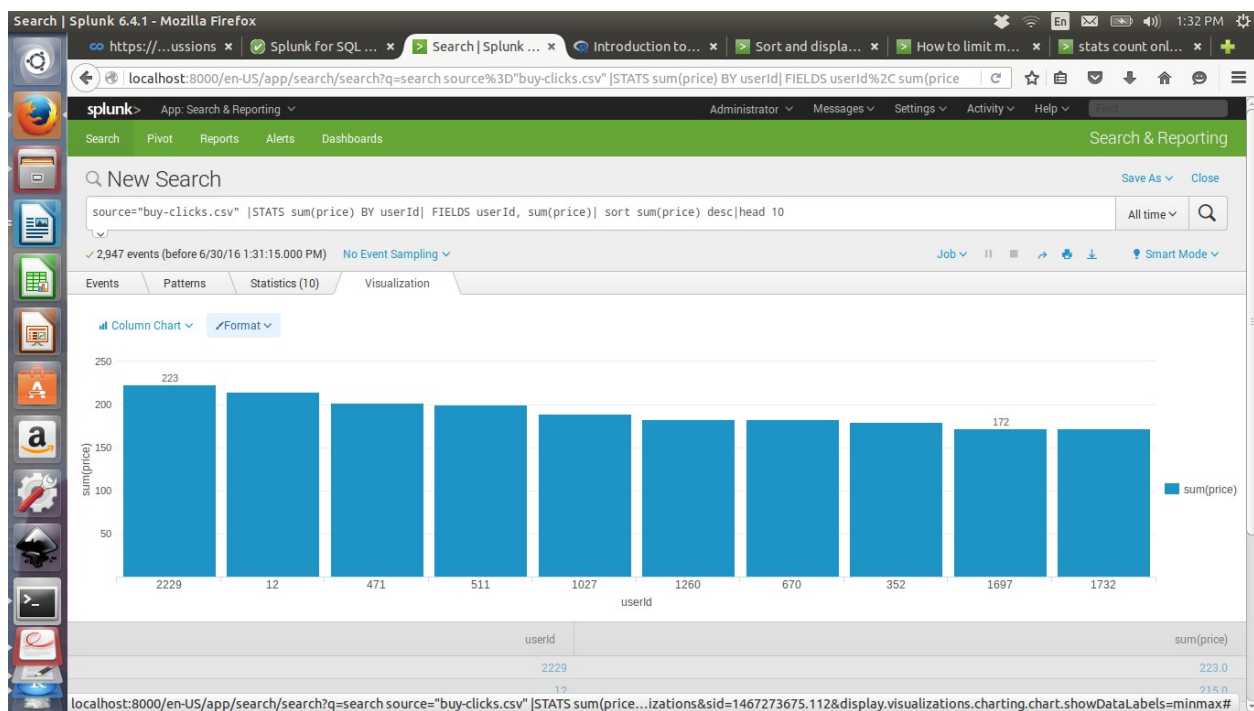 Search | Splunk 6.4.1 - Mozilla Firefox En 1:32 PM
https://...ussions × Splunk for SQL ... × Search | Splunk ... × Introduction to... × Sort and displa... × How to limit m... × stats count onl... ×
localhost:8000/en-US/app/search/search?q=search source%3D"buy-clicks.csv" |STATS sum(price) BY userId| FIELDS userId%2C sum(price
splunk> App: Search & Reporting Administrator Messages Settings Activity Help Find
Search Pivot Reports Alerts Dashboards Search & Reporting
New Search Save As Close
source="buy-clicks.csv" |STATS sum(price) BY userId| FIELDS userId, sum(price)| sort sum(price) desc|head 10 All time
2,947 events (before 6/30/16 1:31:15.000 PM) No Event Sampling Job Smart Mode
Events Patterns Statistics (10) Visualization
Column Chart Format
250
200
150
100
50
sum(price)
223
172
sum(price)
2229 12 471 511 1027 1260 670 352 1697 1732
userId
userId sum(price)
2229 223.0
12 215.0
localhost:8000/en-US/app/search/search?q=search source="buy-clicks.csv" |STATS sum(price...izations&sid=1467273675.112&display.visualizations.charting.chart.showDataLabels=minmax#